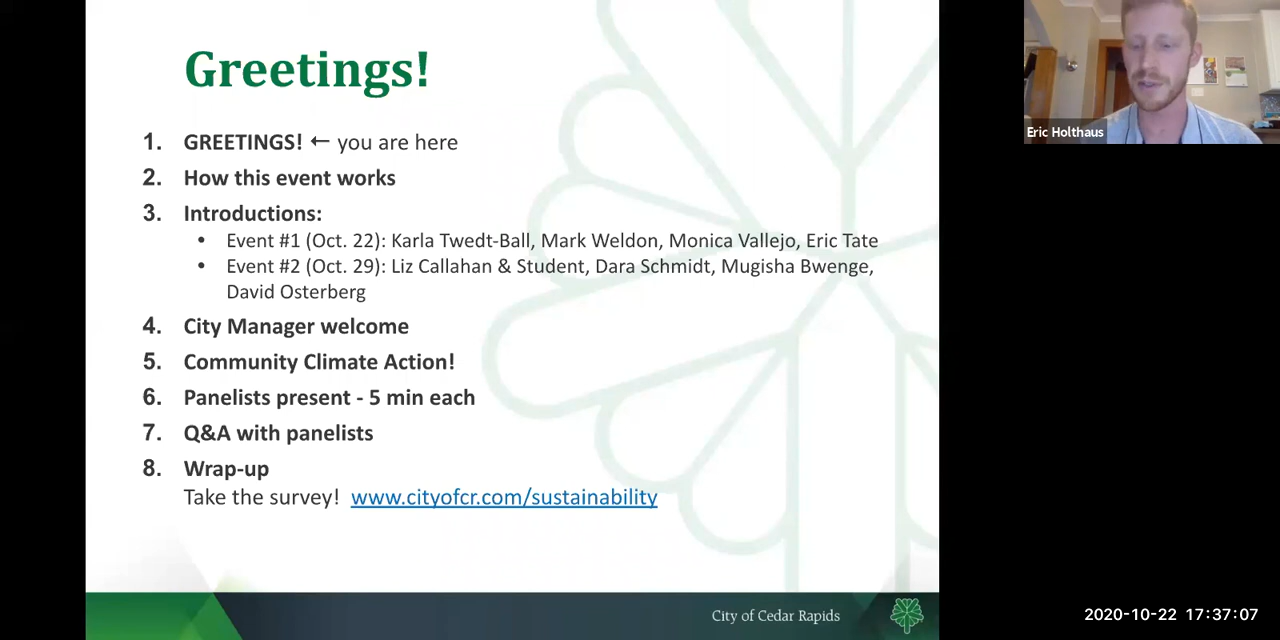 Greetings!
1. GREETINGS! ← you are here
2. How this event works
3. Introductions:
• Event #1 (Oct. 22): Karla Twedt-Ball, Mark Weldon, Monica Vallejo, Eric Tate
• Event #2 (Oct. 29): Liz Callahan & Student, Dara Schmidt, Mugisha Bwenge,
David Osterberg
4. City Manager welcome
5. Community Climate Action!
6. Panelists present - 5 min each
7. Q&A with panelists
8. Wrap-up
Take the survey! www.cityofcr.com/sustainability
City of Cedar Rapids
Eric Holthaus
2020-10-22 17:37:07